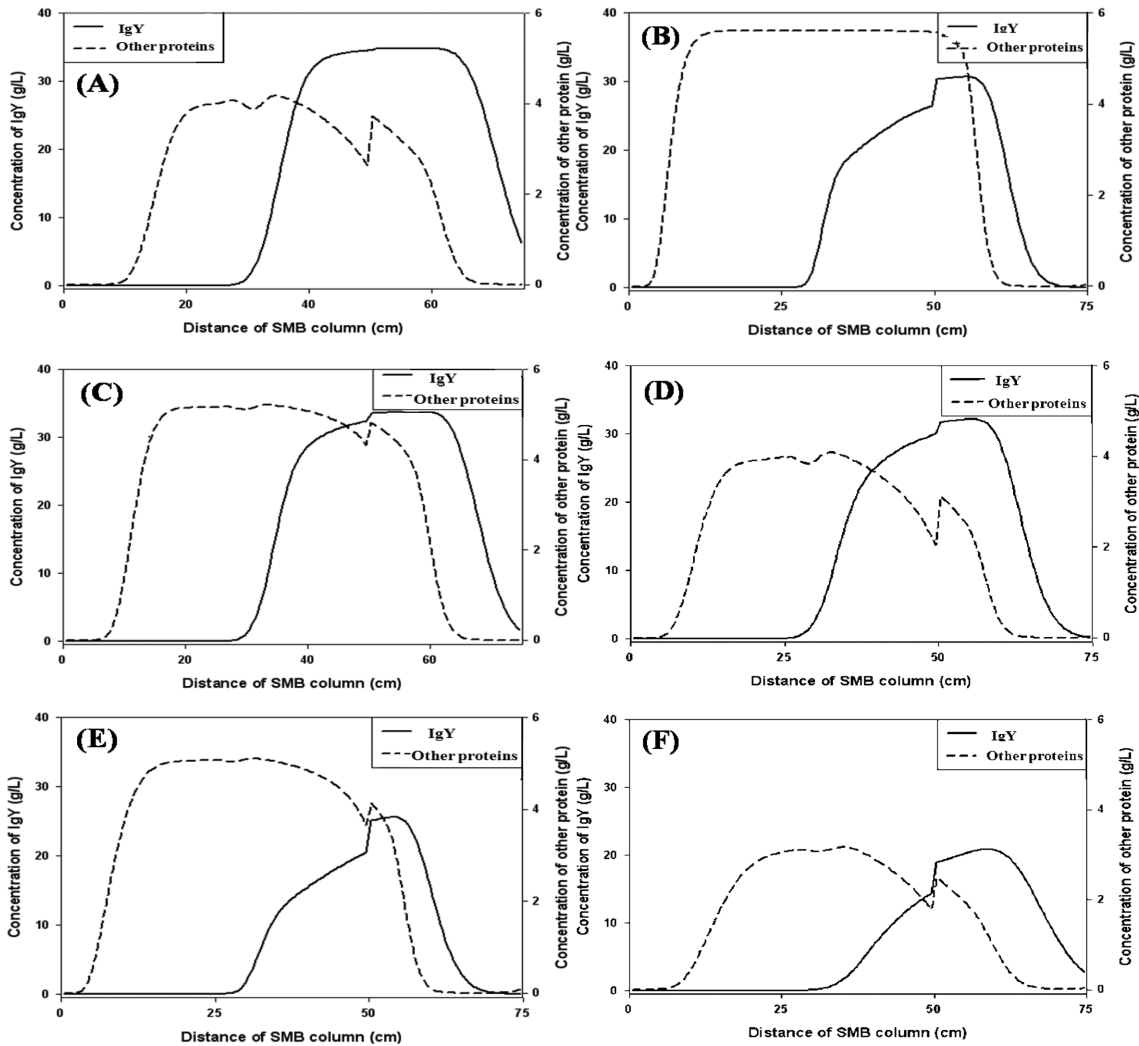 IgY
Other proteins
(A)
40
30
20
10
0
6
4
2
0
0
20
40
60
Concentration of IgY (g/L)
Concentration of other protein (g/L)
Distance of SMB column (cm)
IgY
Other proteins
(B)
40
30
20
10
0
6
4
2
0
0
25
50
75
Concentration of IgY (g/L)
Concentration of other protein (g/L)
Distance of SMB column (cm)
IgY
Other proteins
(C)
40
30
20
10
0
6
4
2
0
0
20
40
60
Concentration of IgY (g/L)
Concentration of other protein (g/L)
Distance of SMB column (cm)
IgY
Other proteins
(D)
40
30
20
10
0
6
4
2
0
0
25
50
75
Concentration of IgY (g/L)
Concentration of other protein (g/L)
Distance of SMB column (cm)
IgY
Other proteins
(E)
40
30
20
10
0
6
4
2
0
0
25
50
75
Concentration of IgY (g/L)
Concentration of other protein (g/L)
Distance of SMB column (cm)
IgY
Other proteins
(F)
40
30
20
10
0
6
4
2
0
0
25
50
75
Concentration of IgY (g/L)
Concentration of other protein (g/L)
Distance of SMB column (cm)